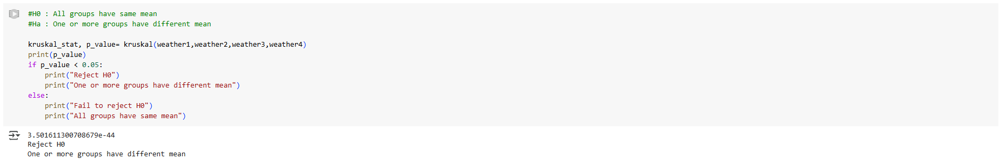 #H0 : All groups have same mean
#Ha : One or more groups have different mean
kruskal_stat, p_value= kruskal(weather1,weather2,weather3,weather4)
print(p_value)
if p_value < 0.05:
    print("Reject H0")
    print("One or more groups have different mean")
else:
    print("Fail to reject H0")
    print("All groups have same mean")
3.501611300708679e-44
Reject H0
One or more groups have different mean